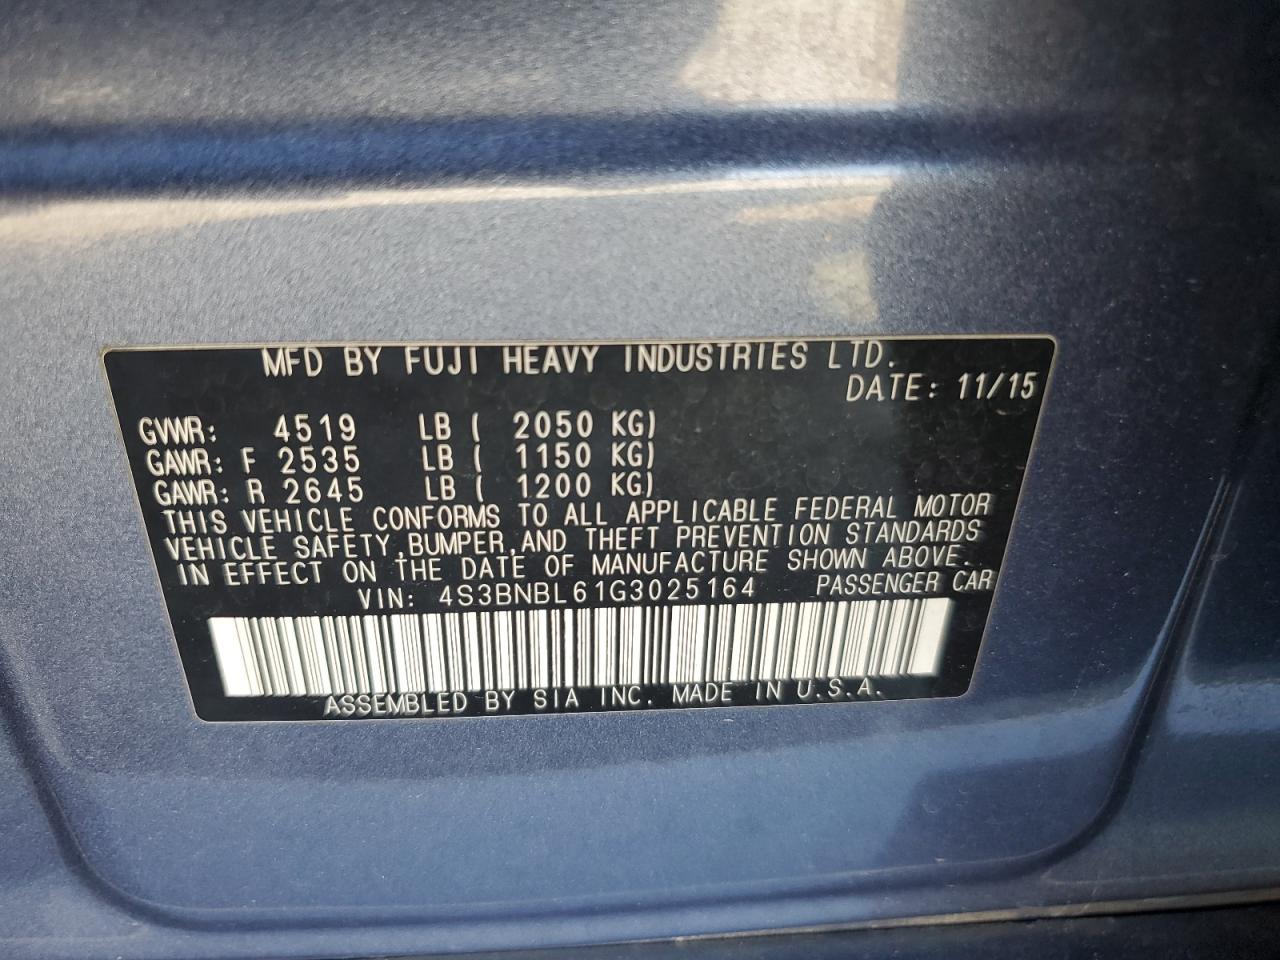 MFD BY FUJI HEAVY INDUSTRIES LTD.
DATE: 11/15
GVWR: 4519 LB ( 2050 KG)
GAWR: F 2535 LB ( 1150 KG)
GAWR: R 2645 LB ( 1200 KG)
THIS VEHICLE CONFORMS TO ALL APPLICABLE FEDERAL MOTOR
VEHICLE SAFETY,BUMPER,AND THEFT PREVENTION STANDARDS
IN EFFECT ON THE DATE OF MANUFACTURE SHOWN ABOVE.
VIN: 4S3BNBL61G3025164 PASSENGER CAR
ASSEMBLED BY SIA INC. MADE IN U.S.A.